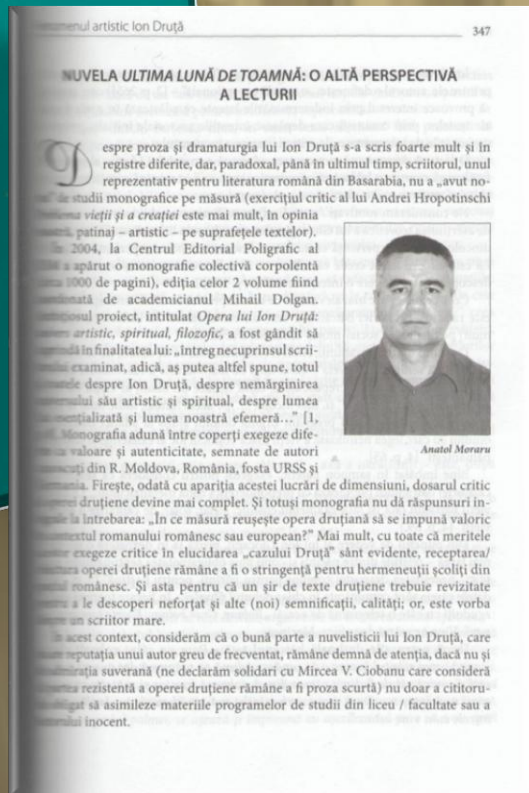 artistic Ion Druță
347
NUVELA ULTIMA LUNĂ DE TOAMNĂ: O ALTĂ PERSPECTIVĂ
A LECTURII
Despre proza și dramaturgia lui Ion Druță s-a scris foarte mult și în
registre diferite, dar, paradoxal, până în ultimul timp, scriitorul, unul
reprezentativ pentru literatura română din Basarabia, nu a „avut no-
de studii monografice pe măsură (exercițiul critic al lui Andrei Hropotinschi
vieții și a creației este mai mult, în opinia
patinaj – artistic – pe suprafețele textelor).
În 2004, la Centrul Editorial Poligrafic al
a apărut o monografie colectivă corpolentă
1000 de pagini), ediția celor 2 volume fiind
de academicianul Mihail Dolgan.
proiect, intitulat Opera lui Ion Druță:
artistic, spiritual, filozofic, a fost gândit să
în finalitatea lui: „întreg necuprinsul scrii-
examinat, adică, aș putea altfel spune, totul
despre Ion Druță, despre nemărginirea
său artistic și spiritual, despre lumea
și lumea noastră efemeră…” [1,
Monografia adună între coperți exegeze dife-
valoare și autenticitate, semnate de autori
din R. Moldova, România, fosta URSS și
Anatol Moraru
Firește, odată cu apariția acestei lucrări de dimensiuni, dosarul critic
druțiene devine mai complet. Și totuși monografia nu dă răspunsuri in-
la întrebarea: „În ce măsură reușește opera druțiană să se impună valoric
romanului românesc sau european?” Mai mult, cu toate că meritele
exegeze critice în elucidarea „cazului Druță” sânt evidente, receptarea/
operei druțiene rămâne a fi o stringență pentru hermeneuții școliți din
românesc. Și asta pentru că un șir de texte druțiene trebuie revizitate
a le descoperi neforțat și alte (noi) semnificații, calități; or, este vorba
un scriitor mare.
În acest context, considerăm că o bună parte a nuvelisticii lui Ion Druță, care
reputația unui autor greu de frecventat, rămâne demnă de atenția, dacă nu și
suverană (ne declarăm solidari cu Mircea V. Ciobanu care consideră
rezistentă a operei druțiene rămâne a fi proza scurtă) nu doar a cititoru-
să asimileze materiile programelor de studii din liceu / facultate sau a
inocent.